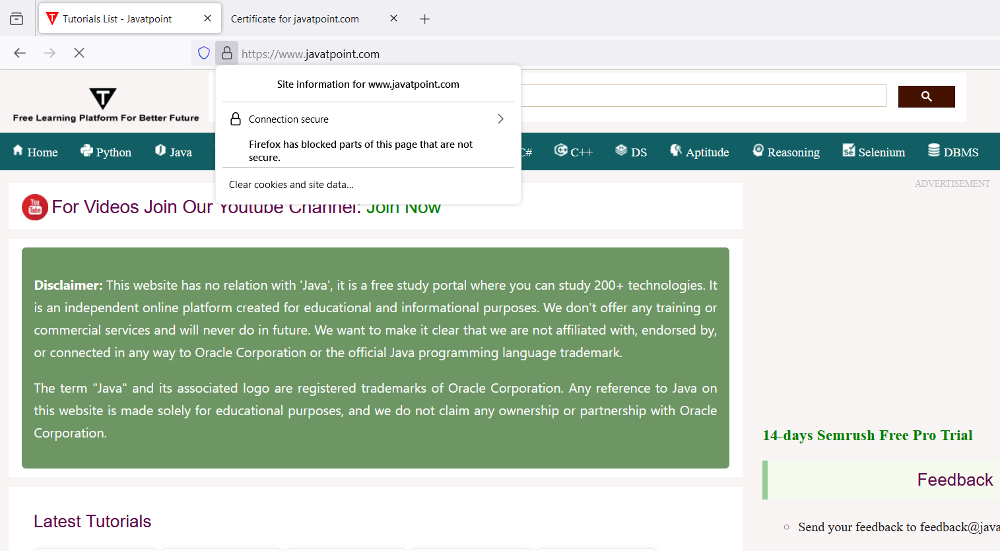 Tutorials List - Javatpoint
Certificate for javatpoint.com
https://www.javatpoint.com
Site information for www.javatpoint.com
Connection secure
Firefox has blocked parts of this page that are not
secure.
Clear cookies and site data...
T
Free Learning Platform For Better Future
Home Python Java C# C++ DS Aptitude Reasoning Selenium DBMS
ADVERTISEMENT
You
Tube
For Videos Join Our Youtube Channel: Join Now
Disclaimer: This website has no relation with 'Java', it is a free study portal where you can study 200+ technologies. It
is an independent online platform created for educational and informational purposes. We don't offer any training or
commercial services and will never do in future. We want to make it clear that we are not affiliated with, endorsed by,
or connected in any way to Oracle Corporation or the official Java programming language trademark.
The term "Java" and its associated logo are registered trademarks of Oracle Corporation. Any reference to Java on
this website is made solely for educational purposes, and we do not claim any ownership or partnership with Oracle
Corporation.
14-days Semrush Free Pro Trial
Feedback
Send your feedback to feedback@java
Latest Tutorials